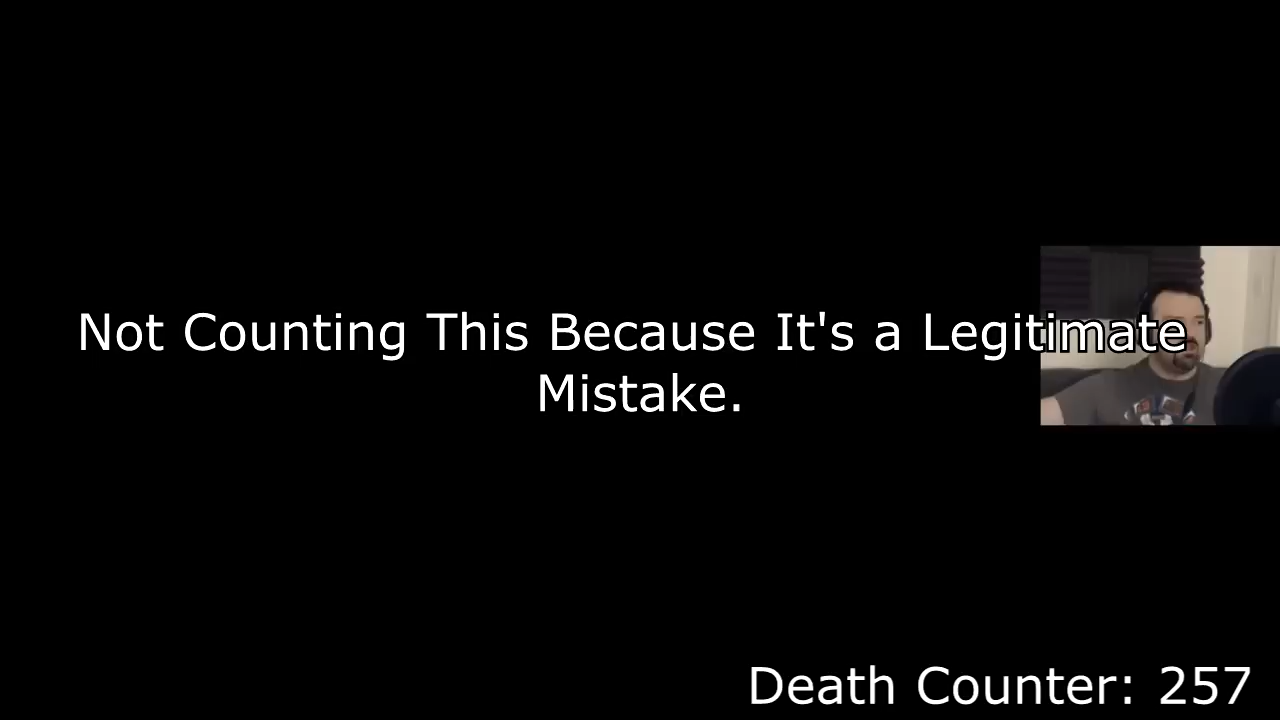 Not Counting This Because It's a Legitimate
Mistake.
Death Counter: 257